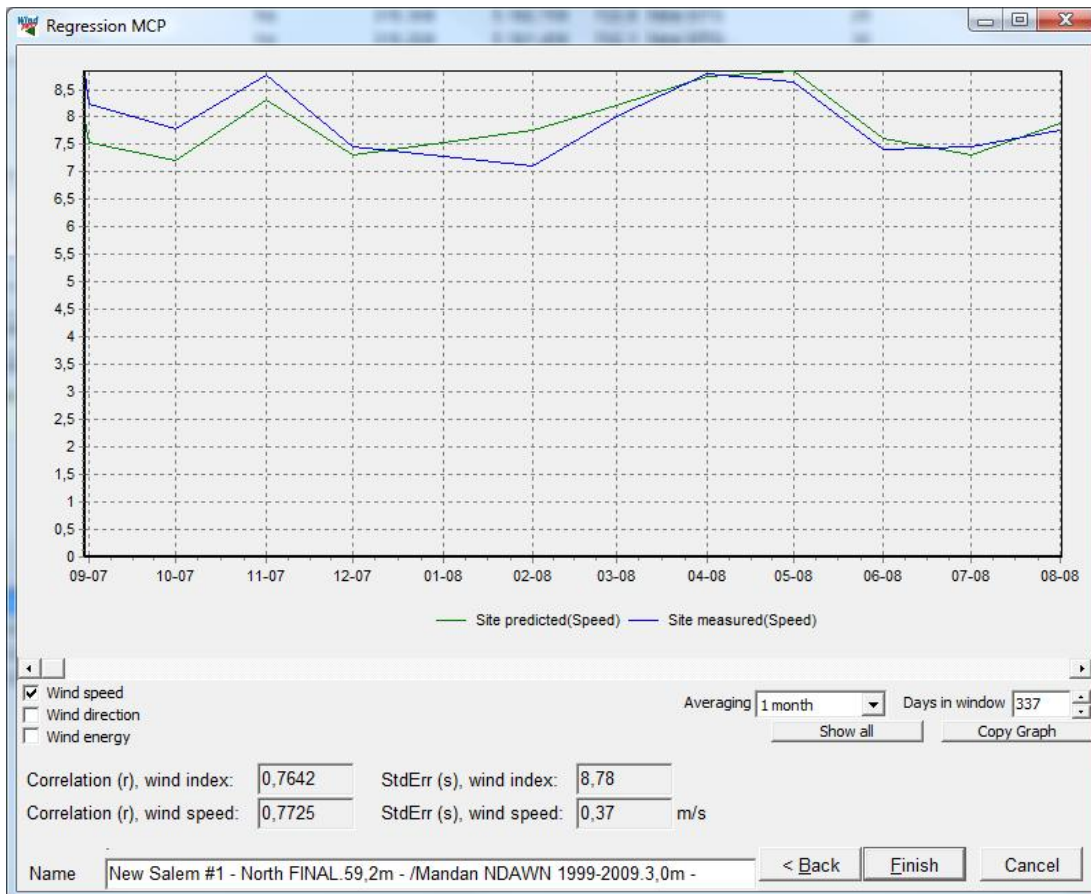 Wind
Regression MCP
8,5
8
7,5
7
6,5
6
5,5
5
4,5
4
3,5
3
2,5
2
1,5
1
0,5
0
09-07 10-07 11-07 12-07 01-08 02-08 03-08 04-08 05-08 06-08 07-08 08-08
Site predicted(Speed) Site measured(Speed)
Wind speed
Wind direction
Wind energy
Averaging 1 month Days in window 337
Show all Copy Graph
Correlation (r), wind index: 0,7642 StdErr (s), wind index: 8,78
Correlation (r), wind speed: 0,7725 StdErr (s), wind speed: 0,37 m/s
Name New Salem #1 - North FINAL.59,2m - /Mandan NDAWN 1999-2009.3,0m - < Back Finish Cancel